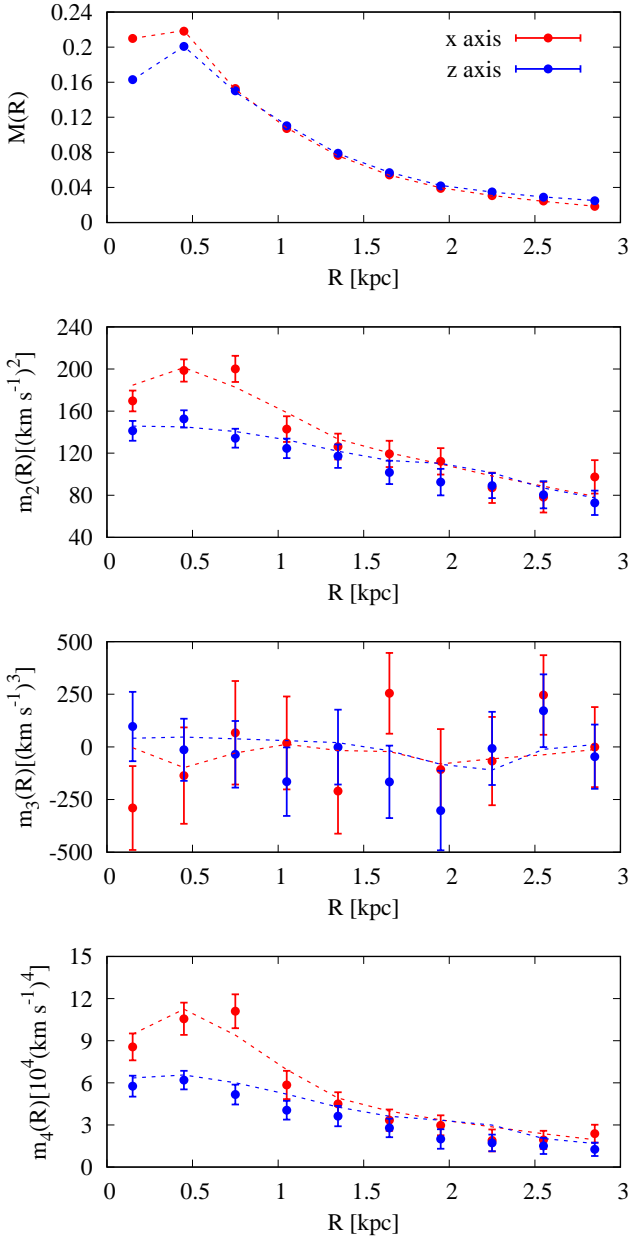 0.24
0.2
0.16
0.12
0.08
0.04
0
M(R)
x axis
z axis
0 0.5 1 1.5 2 2.5 3
R [kpc]
240
200
160
120
80
40
m₂(R)[(km s⁻¹)²]
0 0.5 1 1.5 2 2.5 3
R [kpc]
500
250
0
-250
-500
m₃(R)[(km s⁻¹)³]
0 0.5 1 1.5 2 2.5 3
R [kpc]
15
12
9
6
3
0
m₄(R)[10⁴(km s⁻¹)⁴]
0 0.5 1 1.5 2 2.5 3
R [kpc]